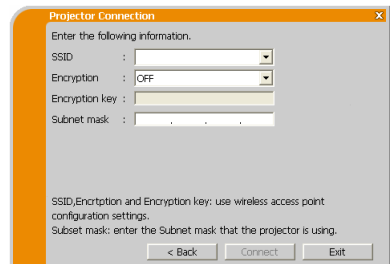 Projector Connection
X
Enter the following information.
SSID :
Encryption : OFF
Encryption key :
Subnet mask : . . .
SSID,Encrtption and Encryption key: use wireless access point
configuration settings.
Subset mask: enter the Subnet mask that the projector is using.
< Back Connect Exit